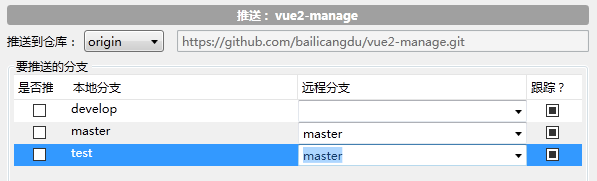 推送：vue2-manage
推送到仓库： origin https://github.com/bailicangdu/vue2-manage.git
要推送的分支
是否推 本地分支 远程分支 跟踪？
develop
master master
test master